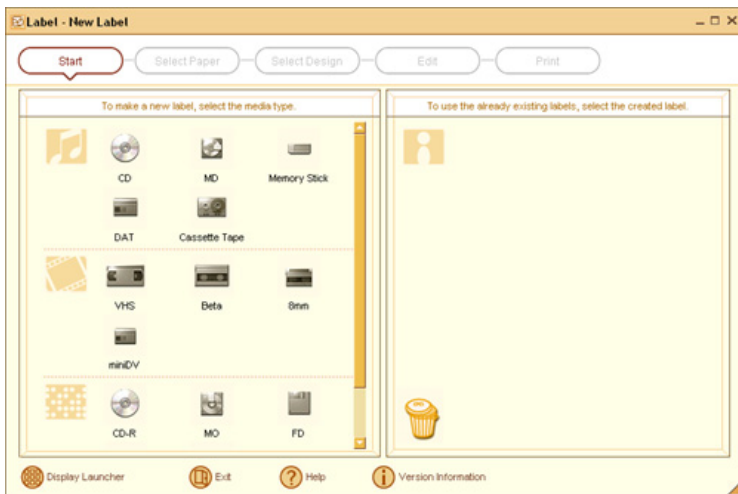 Label - New Label
Start
Select Paper
Select Design
Edit
Print
To make a new label, select the media type.
To use the already existing labels, select the created label.
CD
MD
Memory Stick
DAT
Cassette Tape
VHS
Beta
8mm
miniDV
CD-R
MO
FD
Display Launcher
Exit
Help
Version Information